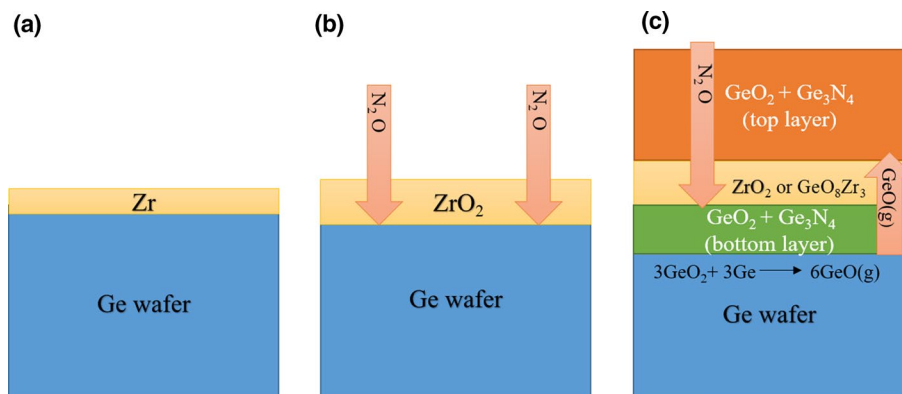 (a)
Zr
Ge wafer
(b)
N₂O
N₂O
ZrO₂
Ge wafer
(c)
N₂O
GeO₂ + Ge₃N₄
(top layer)
ZrO₂ or GeO₈Zr₃
GeO(g)
GeO₂ + Ge₃N₄
(bottom layer)
3GeO₂+ 3Ge ⟶ 6GeO(g)
Ge wafer